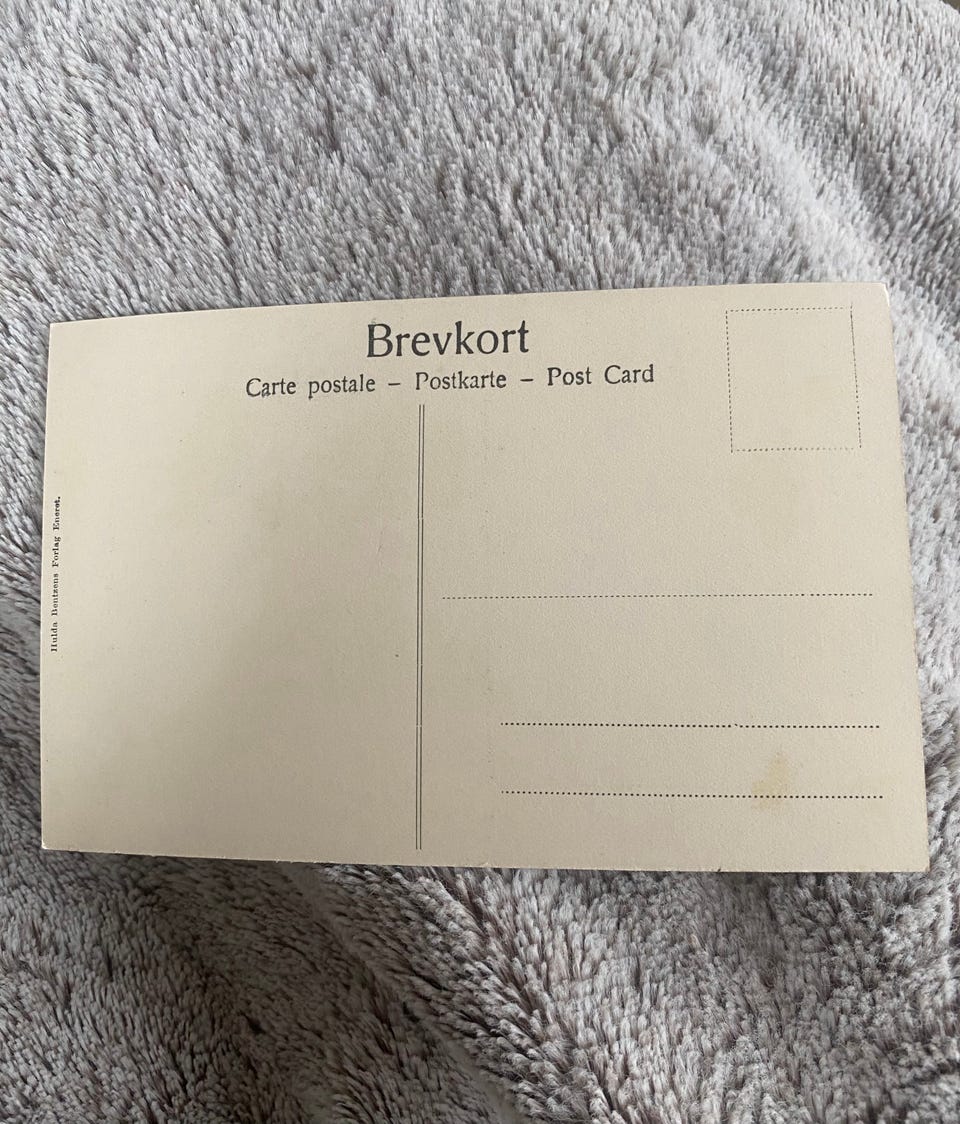 Brevkort
Carte postale – Postkarte – Post Card
Hulda Bentzens Forlag Eneret.